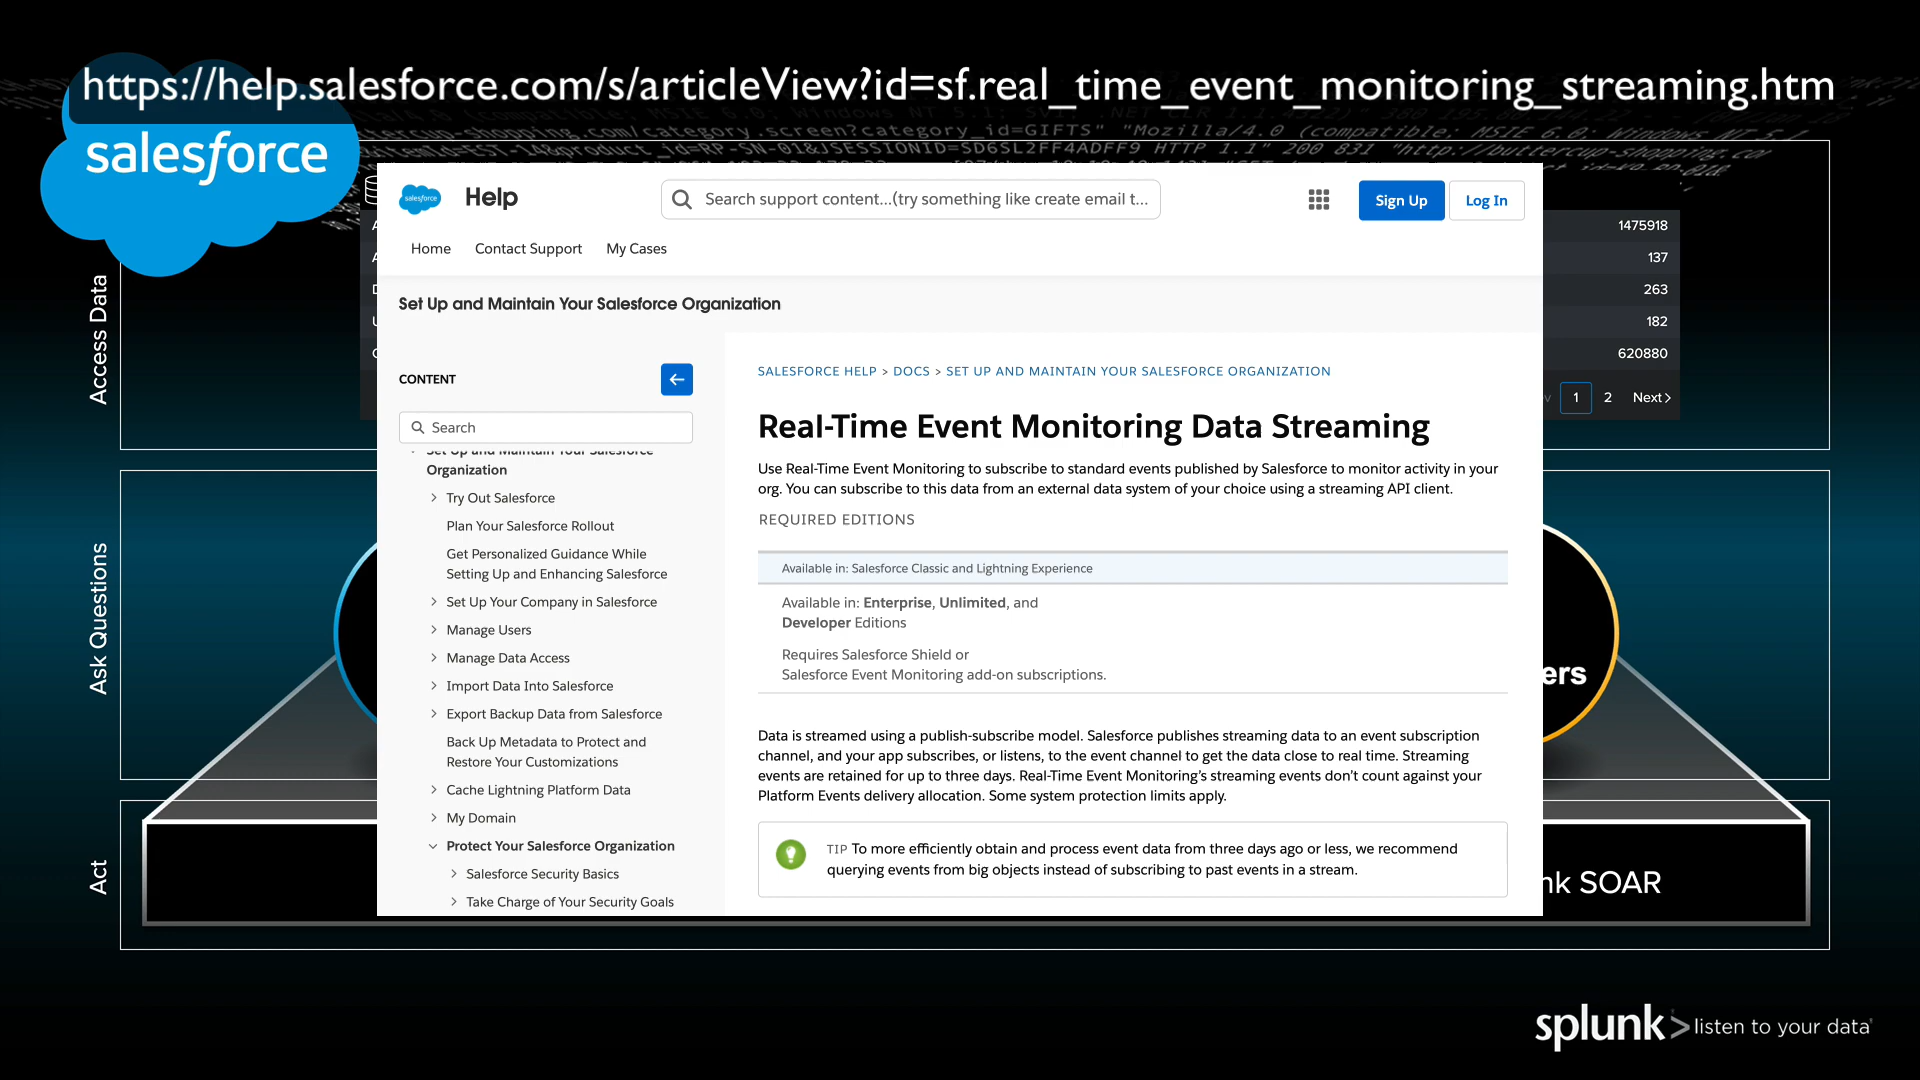 https://help.salesforce.com/s/articleView?id=sf.real_time_event_monitoring_streaming.htm
salesforce
salesforce
Help
Search support content...(try something like create email t...
Sign Up
Log In
Home
Contact Support
My Cases
Set Up and Maintain Your Salesforce Organization
CONTENT
Search
Set Up and Maintain Your Salesforce
Organization
Try Out Salesforce
Plan Your Salesforce Rollout
Get Personalized Guidance While
Setting Up and Enhancing Salesforce
Set Up Your Company in Salesforce
Manage Users
Manage Data Access
Import Data Into Salesforce
Export Backup Data from Salesforce
Back Up Metadata to Protect and
Restore Your Customizations
Cache Lightning Platform Data
My Domain
Protect Your Salesforce Organization
Salesforce Security Basics
Take Charge of Your Security Goals
SALESFORCE HELP > DOCS > SET UP AND MAINTAIN YOUR SALESFORCE ORGANIZATION
Real-Time Event Monitoring Data Streaming
Use Real-Time Event Monitoring to subscribe to standard events published by Salesforce to monitor activity in your
org. You can subscribe to this data from an external data system of your choice using a streaming API client.
REQUIRED EDITIONS
Available in: Salesforce Classic and Lightning Experience
Available in: Enterprise, Unlimited, and
Developer Editions
Requires Salesforce Shield or
Salesforce Event Monitoring add-on subscriptions.
Data is streamed using a publish-subscribe model. Salesforce publishes streaming data to an event subscription
channel, and your app subscribes, or listens, to the event channel to get the data close to real time. Streaming
events are retained for up to three days. Real-Time Event Monitoring's streaming events don't count against your
Platform Events delivery allocation. Some system protection limits apply.
TIP To more efficiently obtain and process event data from three days ago or less, we recommend
querying events from big objects instead of subscribing to past events in a stream.
Access Data
Ask Questions
Act
1475918
137
263
182
620880
1
2
Next>
ers
nk SOAR
splunk> listen to your data